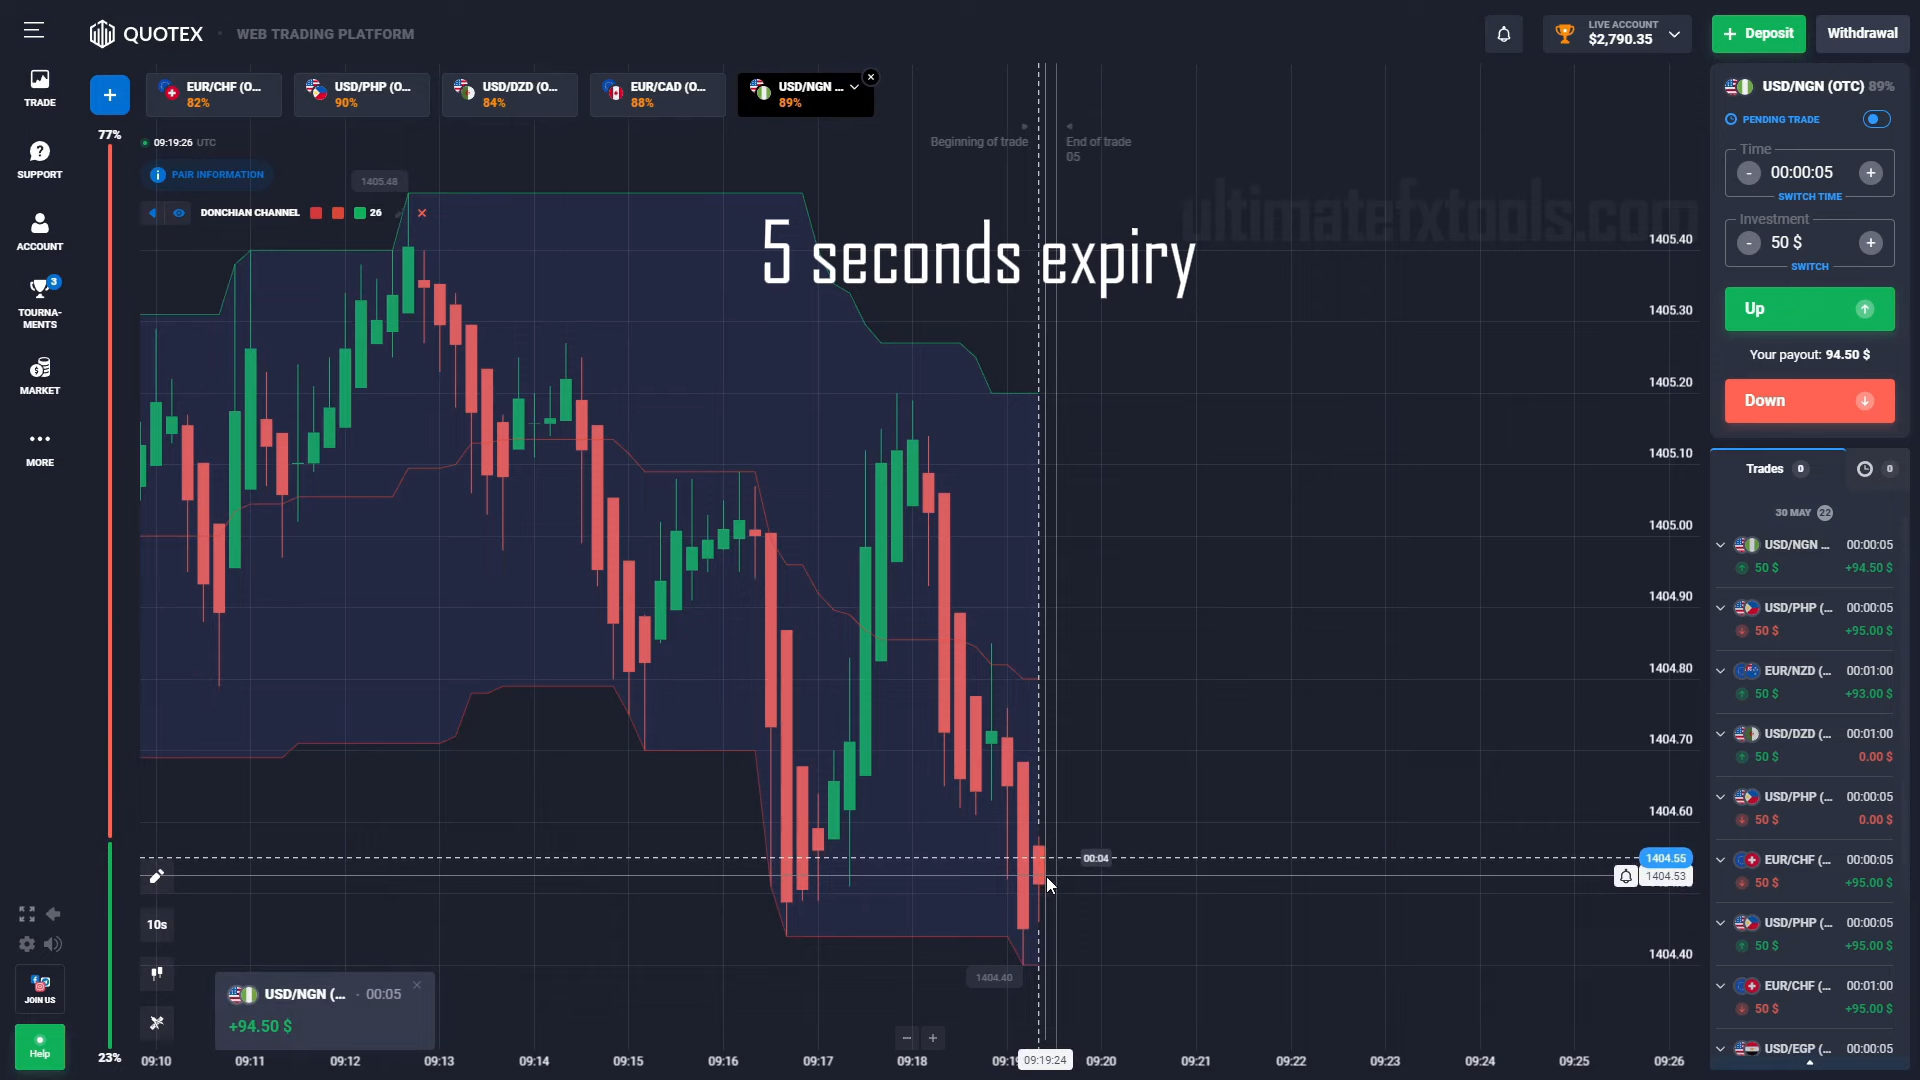 QUOTEX
WEB TRADING PLATFORM
LIVE ACCOUNT
$2,790.35
+ Deposit
Withdrawal
TRADE
SUPPORT
ACCOUNT
3
TOURNA-
MENTS
MARKET
MORE
JOIN US
Help
+
EUR/CHF (O...
82%
USD/PHP (O...
90%
USD/DZD (O...
84%
EUR/CAD (O...
88%
USD/NGN ...
89%
77%
23%
09:19:26 UTC
PAIR INFORMATION
DONCHIAN CHANNEL
26
1405.48
Beginning of trade
End of trade
05
ultimatefxtools.com
5 seconds expiry
1405.40
1405.30
1405.20
1405.10
1405.00
1404.90
1404.80
1404.70
1404.60
1404.55
1404.53
1404.40
00:04
1404.40
10s
USD/NGN (... · 00:05
+94.50 $
09:10
09:11
09:12
09:13
09:14
09:15
09:16
09:17
09:18
09:19:24
09:20
09:21
09:22
09:23
09:24
09:25
09:26
USD/NGN (OTC) 89%
PENDING TRADE
Time
- 00:00:05 +
SWITCH TIME
Investment
- 50 $ +
SWITCH
Up
Your payout: 94.50 $
Down
Trades 0
0
30 MAY 22
USD/NGN ... 00:00:05
50 $ +94.50 $
USD/PHP (... 00:00:05
50 $ +95.00 $
EUR/NZD (... 00:01:00
50 $ +93.00 $
USD/DZD (... 00:01:00
50 $ 0.00 $
USD/PHP (... 00:00:05
50 $ 0.00 $
EUR/CHF (... 00:00:05
50 $ +95.00 $
USD/PHP (... 00:00:05
50 $ +95.00 $
EUR/CHF (... 00:01:00
50 $ +95.00 $
USD/EGP (... 00:00:05